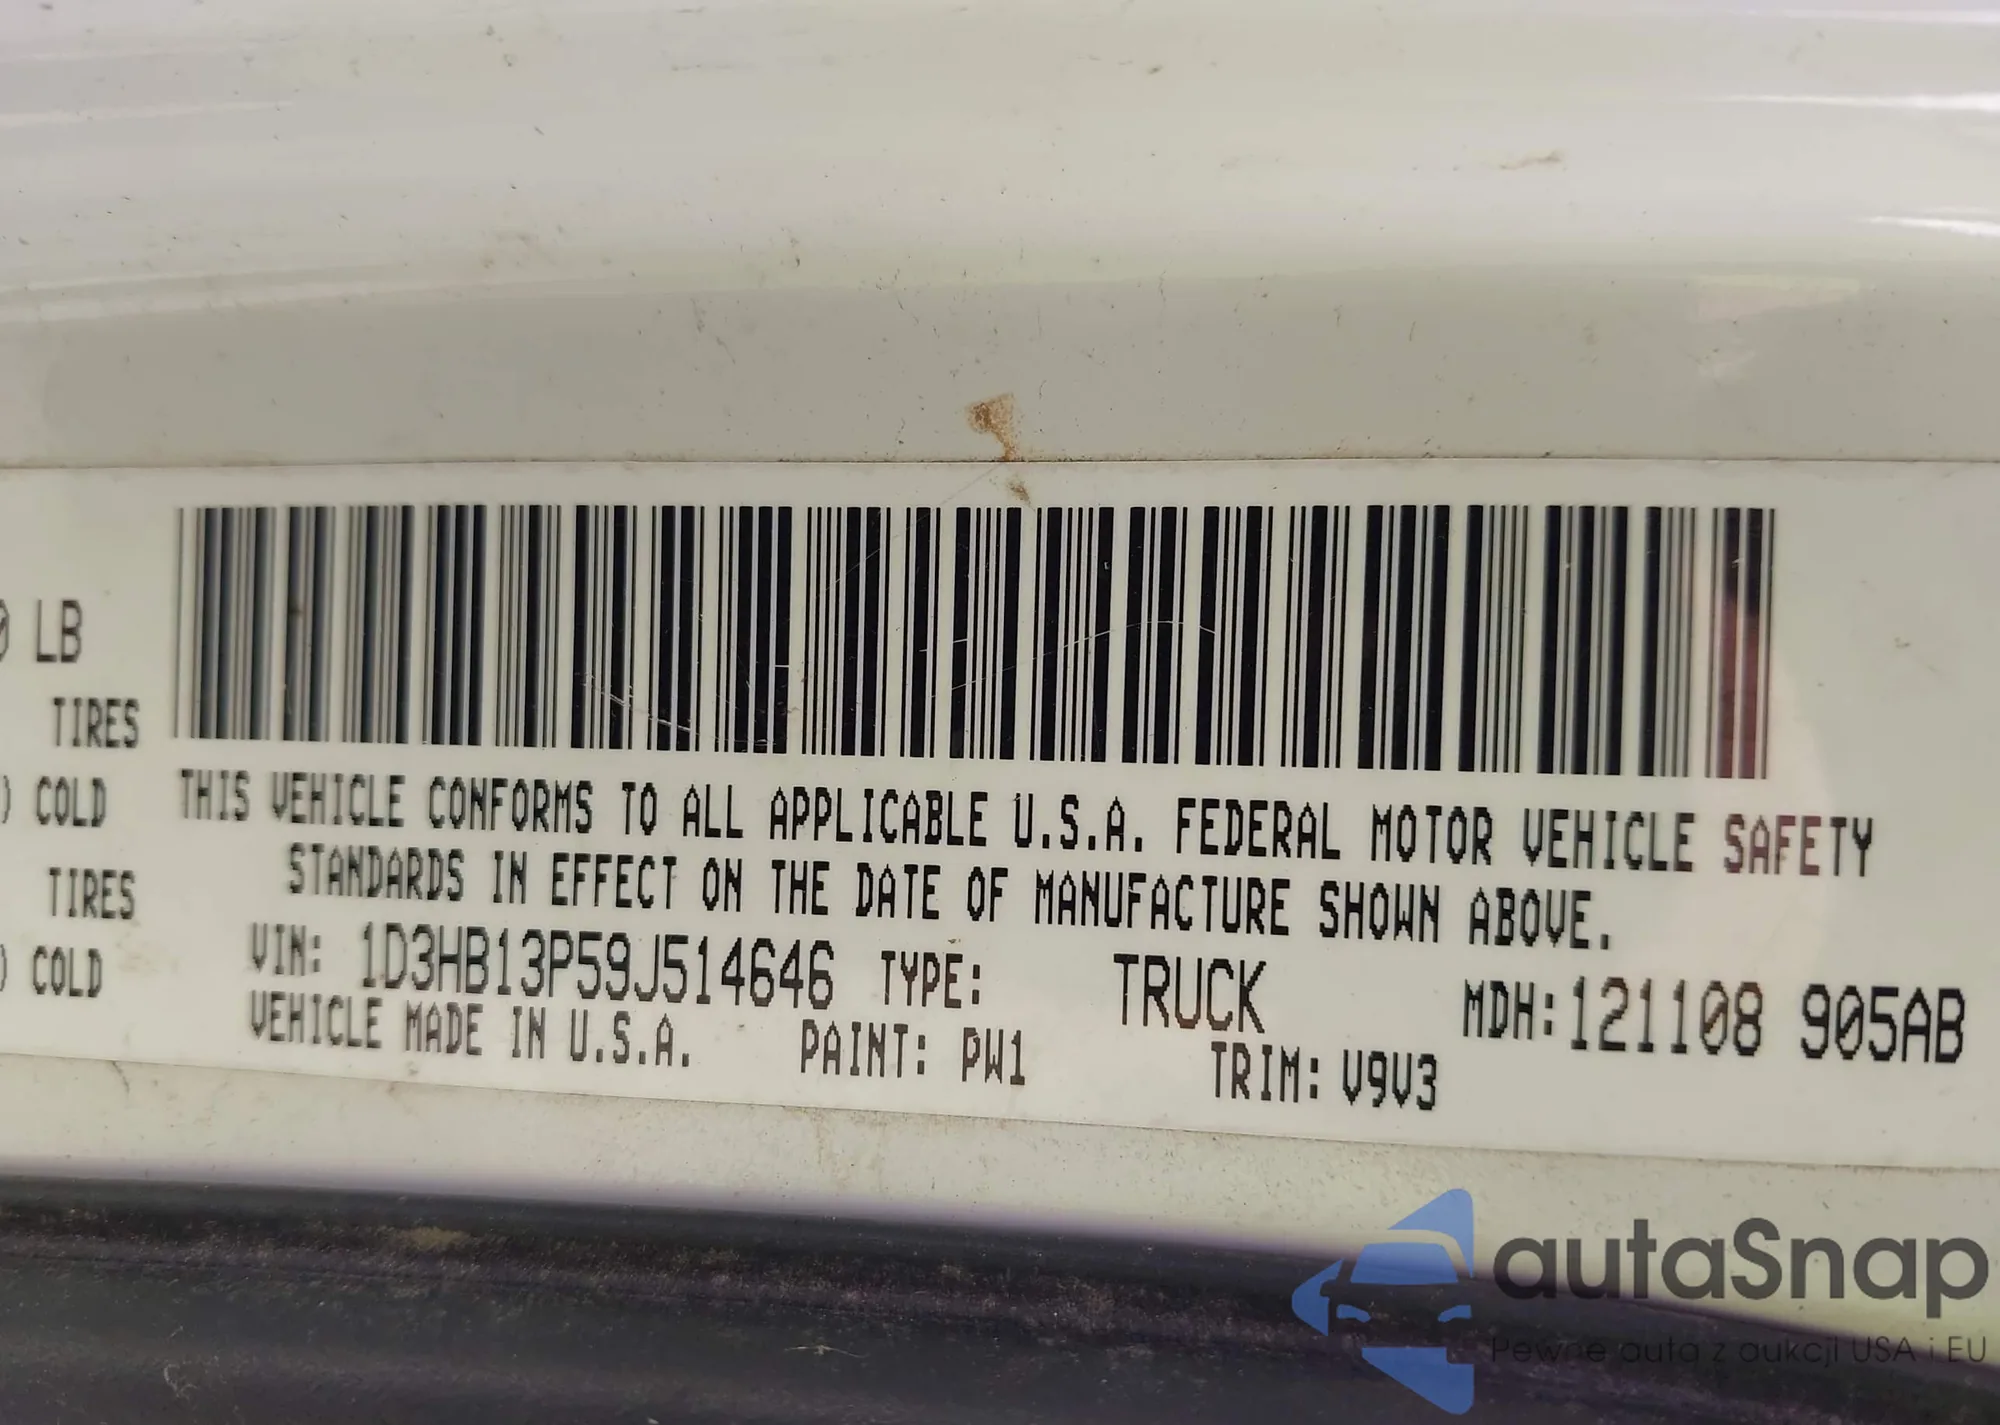 0 LB
TIRES
) COLD
TIRES
) COLD
THIS VEHICLE CONFORMS TO ALL APPLICABLE U.S.A. FEDERAL MOTOR VEHICLE SAFETY
STANDARDS IN EFFECT ON THE DATE OF MANUFACTURE SHOWN ABOVE.
VIN: 1D3HB13P59J514646 TYPE: TRUCK MDH:121108 905AB
VEHICLE MADE IN U.S.A. PAINT: PW1 TRIM: V9V3
autaSnap
Pewne auta z aukcji USA i EU